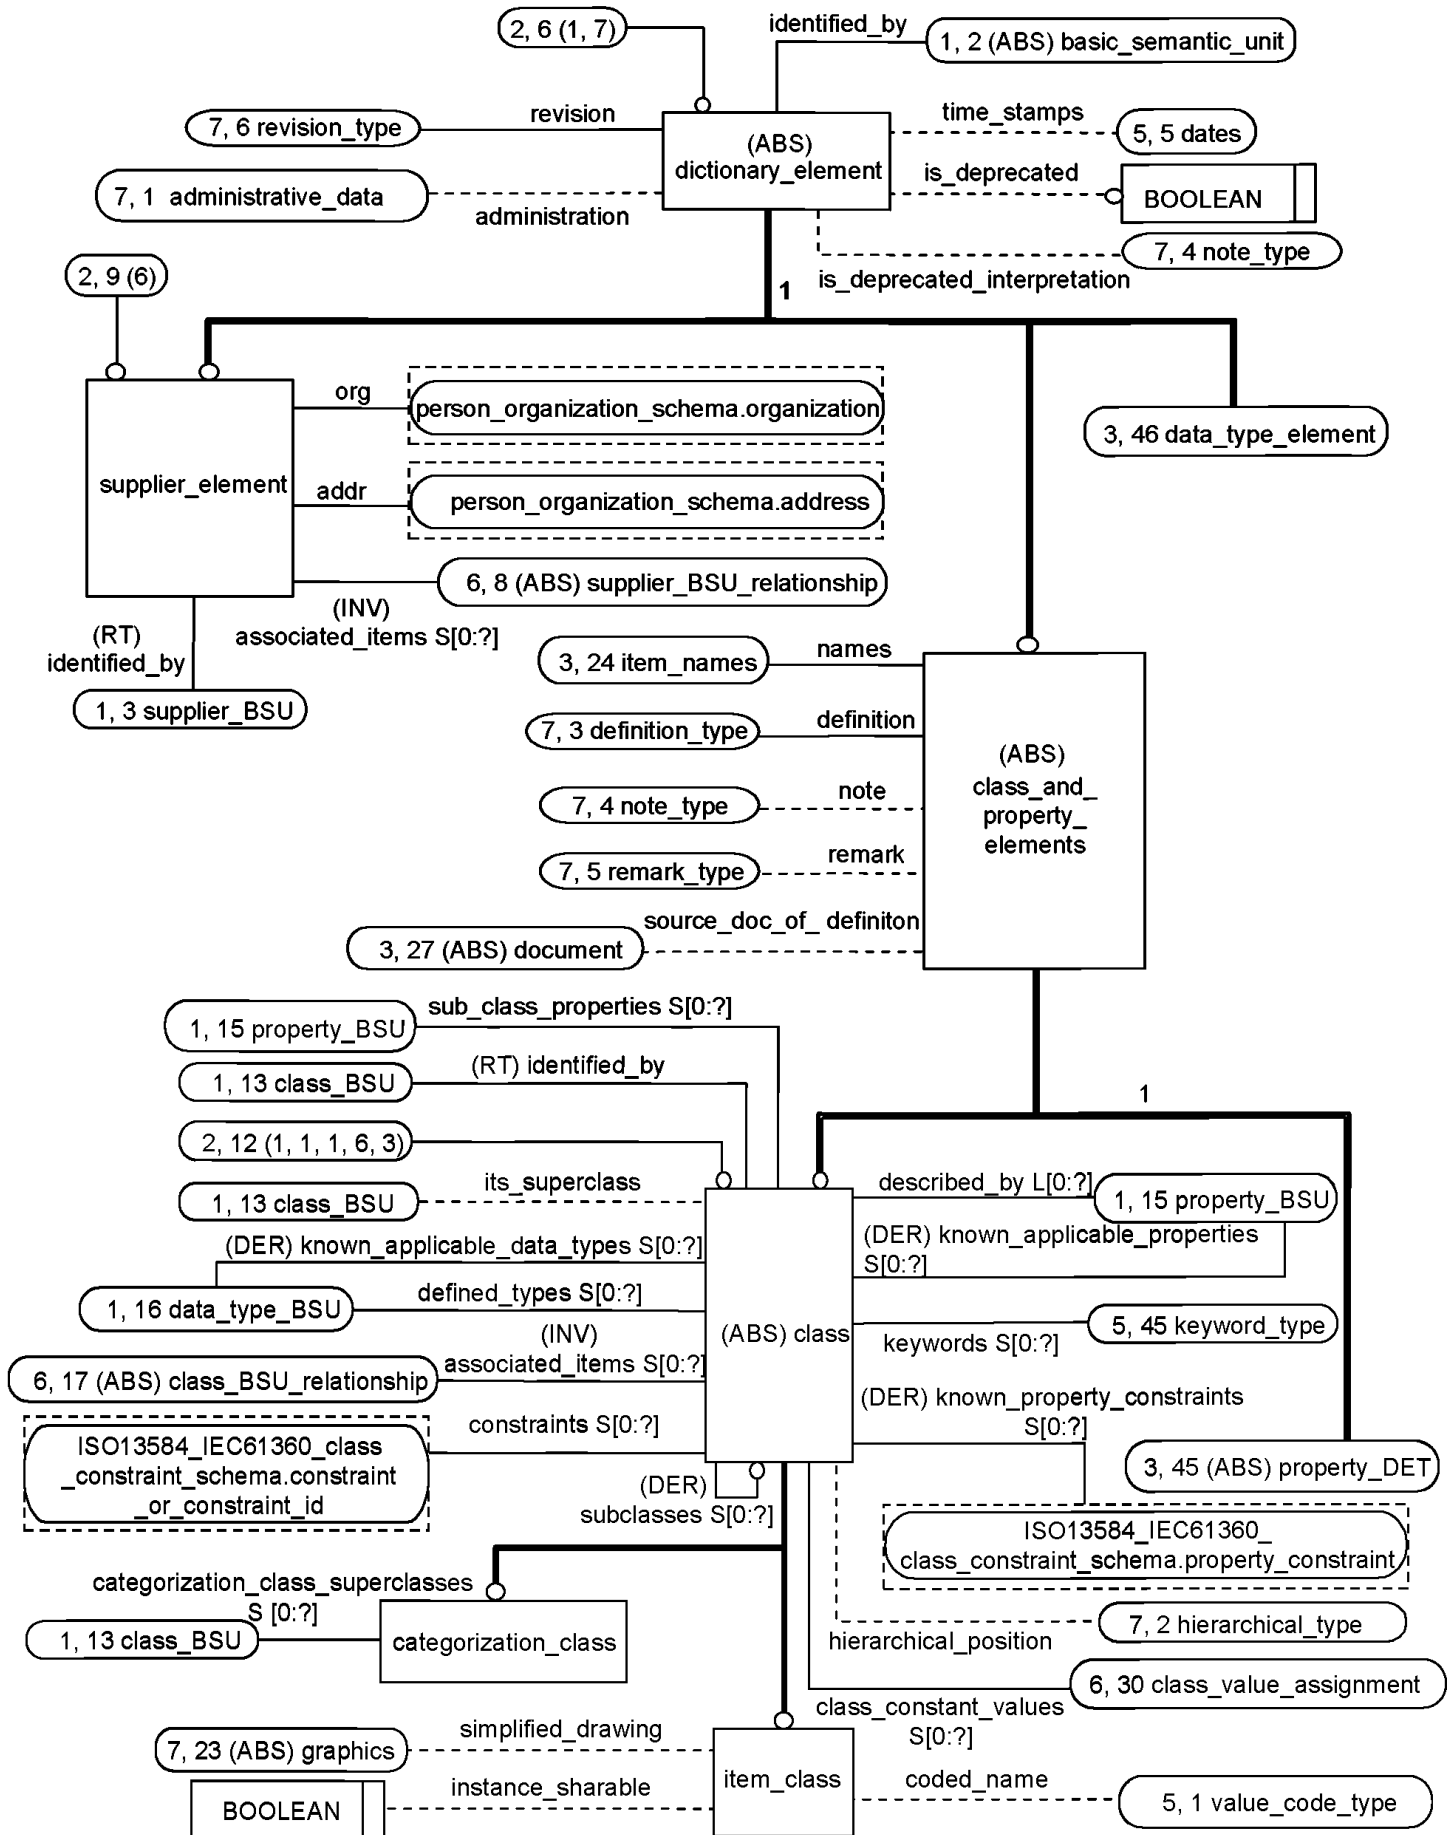 2, 6 (1, 7)
identified_by
1, 2 (ABS) basic_semantic_unit
revision
7, 6 revision_type
(ABS)
dictionary_element
time_stamps
5, 5 dates
is_deprecated
BOOLEAN
7, 1 administrative_data
administration
7, 4 note_type
is_deprecated_interpretation
1
2, 9 (6)
supplier_element
org
person_organization_schema.organization
addr
person_organization_schema.address
6, 8 (ABS) supplier_BSU_relationship
(INV)
associated_items S[0:?]
(RT)
identified_by
1, 3 supplier_BSU
3, 46 data_type_element
3, 24 item_names
names
7, 3 definition_type
definition
7, 4 note_type
note
7, 5 remark_type
remark
source_doc_of_ definiton
3, 27 (ABS) document
(ABS)
class_and_
property_
elements
1
sub_class_properties S[0:?]
1, 15 property_BSU
(RT) identified_by
1, 13 class_BSU
2, 12 (1, 1, 1, 6, 3)
its_superclass
1, 13 class_BSU
(DER) known_applicable_data_types S[0:?]
defined_types S[0:?]
1, 16 data_type_BSU
(INV)
associated_items S[0:?]
6, 17 (ABS) class_BSU_relationship
constraints S[0:?]
ISO13584_IEC61360_class
_constraint_schema.constraint
_or_constraint_id
(ABS) class
described_by L[0:?]
1, 15 property_BSU
(DER) known_applicable_properties
S[0:?]
5, 45 keyword_type
keywords S[0:?]
(DER) known_property_constraints
S[0:?]
3, 45 (ABS) property_DET
ISO13584_IEC61360_
class_constraint_schema.property_constraint
(DER)
subclasses S[0:?]
categorization_class_superclasses
S [0:?]
1, 13 class_BSU
categorization_class
hierarchical_position
7, 2 hierarchical_type
6, 30 class_value_assignment
class_constant_values
S[0:?]
simplified_drawing
7, 23 (ABS) graphics
instance_sharable
BOOLEAN
item_class
coded_name
5, 1 value_code_type